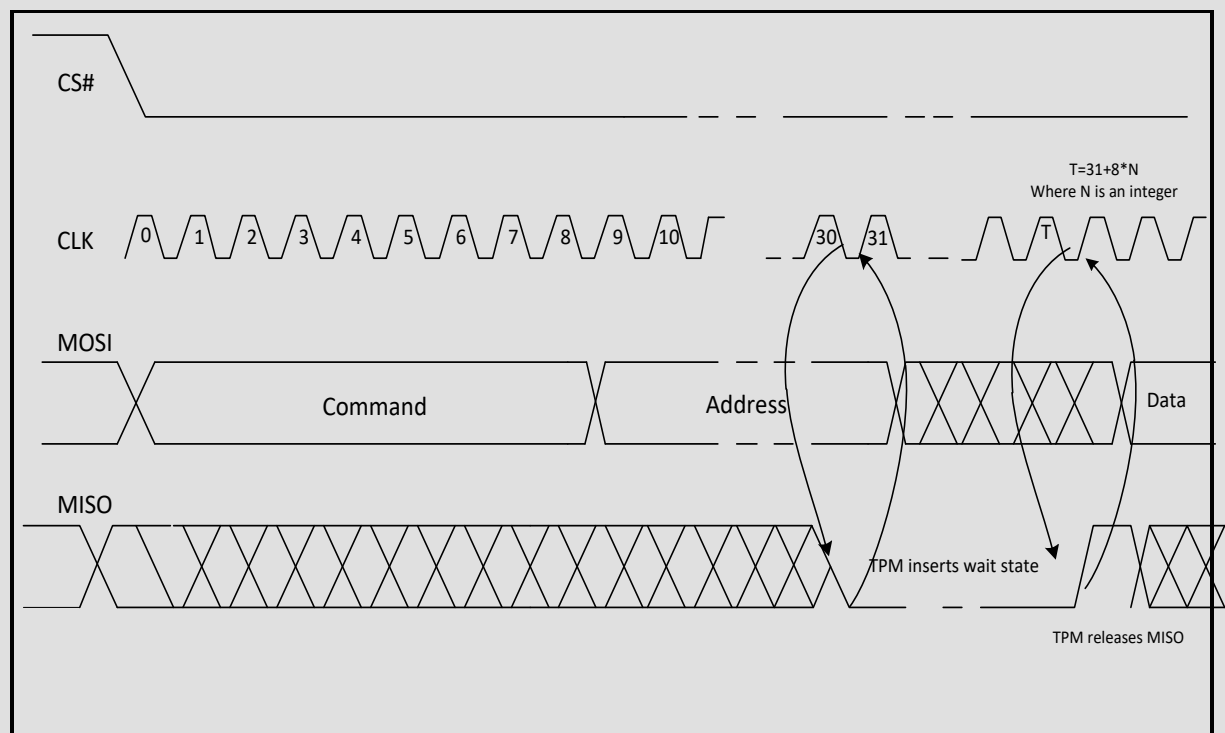 CS#
T=31+8*N
Where N is an integer
CLK
0 1 2 3 4 5 6 7 8 9 10 30 31 T
MOSI
Command Address Data
MISO
TPM inserts wait state
TPM releases MISO